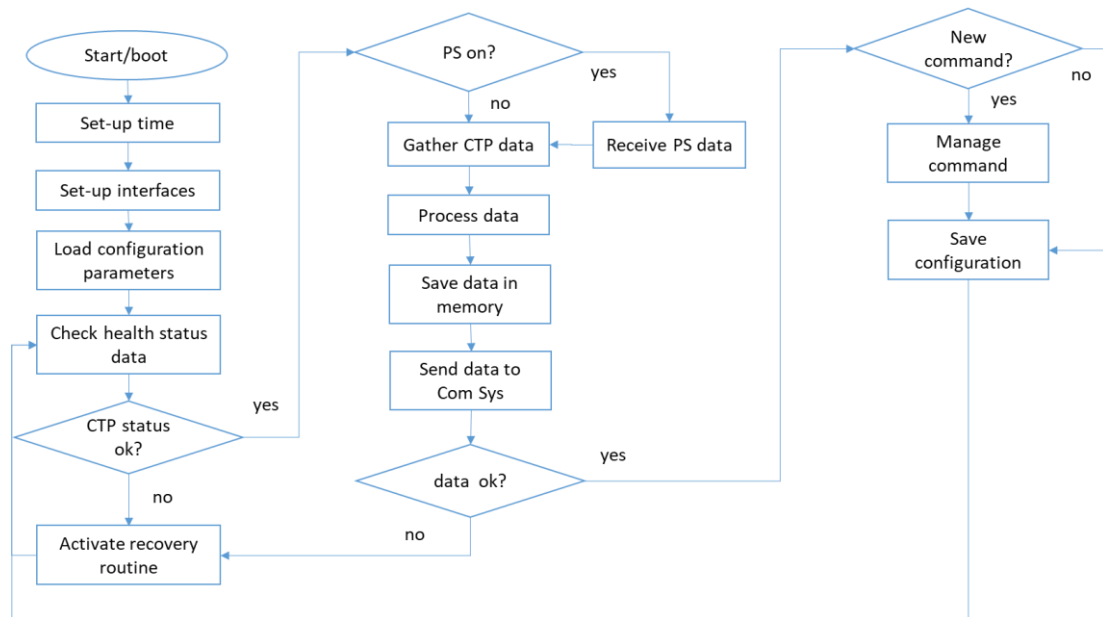 Start/boot
Set-up time
Set-up interfaces
Load configuration
parameters
Check health status
data
CTP status
ok?
yes
no
Activate recovery
routine
PS on?
yes
no
Gather CTP data
Receive PS data
Process data
Save data in
memory
Send data to
Com Sys
data ok?
yes
no
New
command?
no
yes
Manage
command
Save
configuration